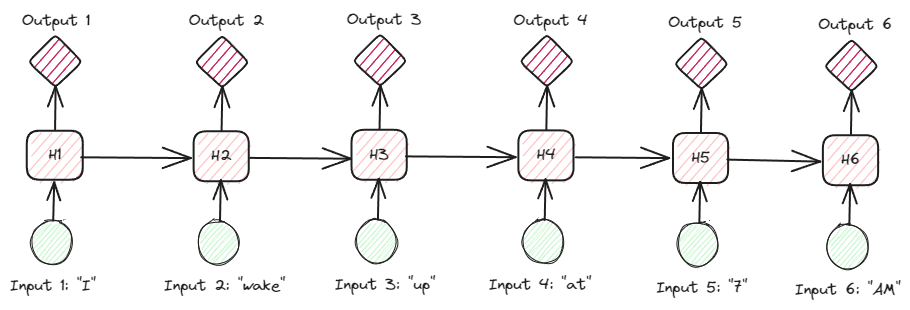 Output 1 Output 2 Output 3 Output 4 Output 5 Output 6
H1 H2 H3 H4 H5 H6
Input 1: "I" Input 2: "wake" Input 3: "up" Input 4: "at" Input 5: "7" Input 6: "AM"